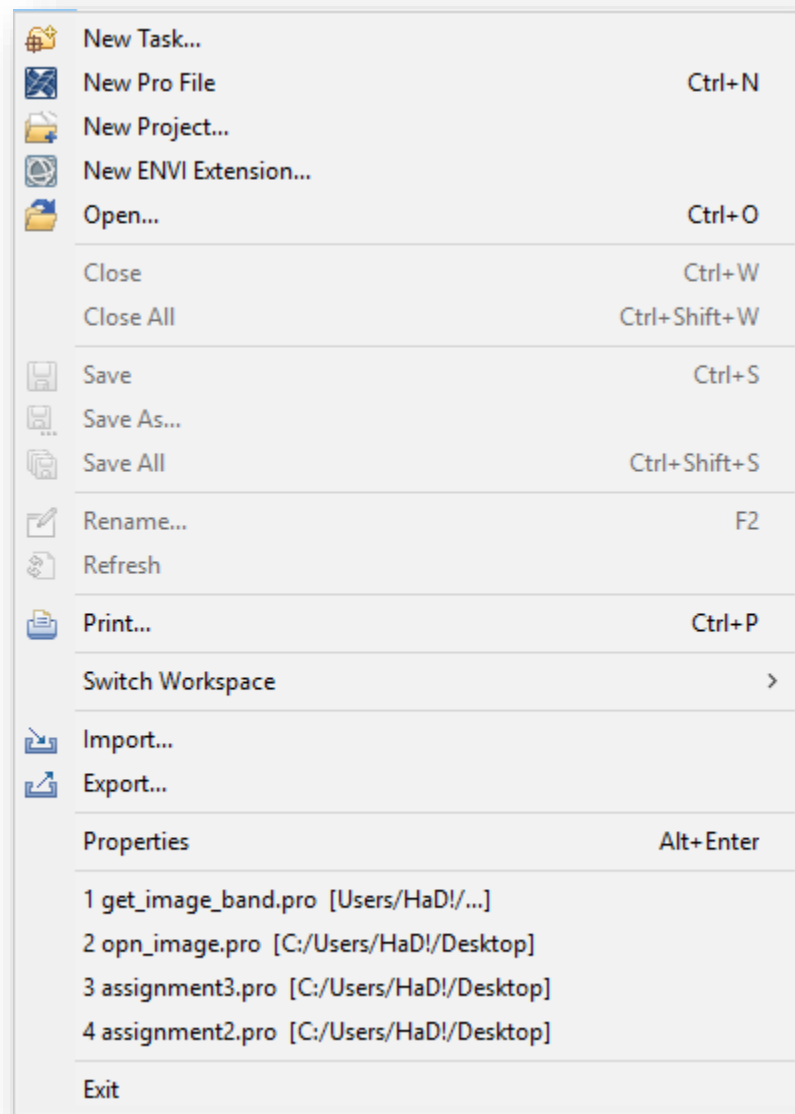 New Task...
New Pro File Ctrl+N
New Project...
New ENVI Extension...
Open... Ctrl+O
Close Ctrl+W
Close All Ctrl+Shift+W
Save Ctrl+S
Save As...
Save All Ctrl+Shift+S
Rename... F2
Refresh
Print... Ctrl+P
Switch Workspace
Import...
Export...
Properties Alt+Enter
1 get_image_band.pro [Users/HaD!/...]
2 opn_image.pro [C:/Users/HaD!/Desktop]
3 assignment3.pro [C:/Users/HaD!/Desktop]
4 assignment2.pro [C:/Users/HaD!/Desktop]
Exit